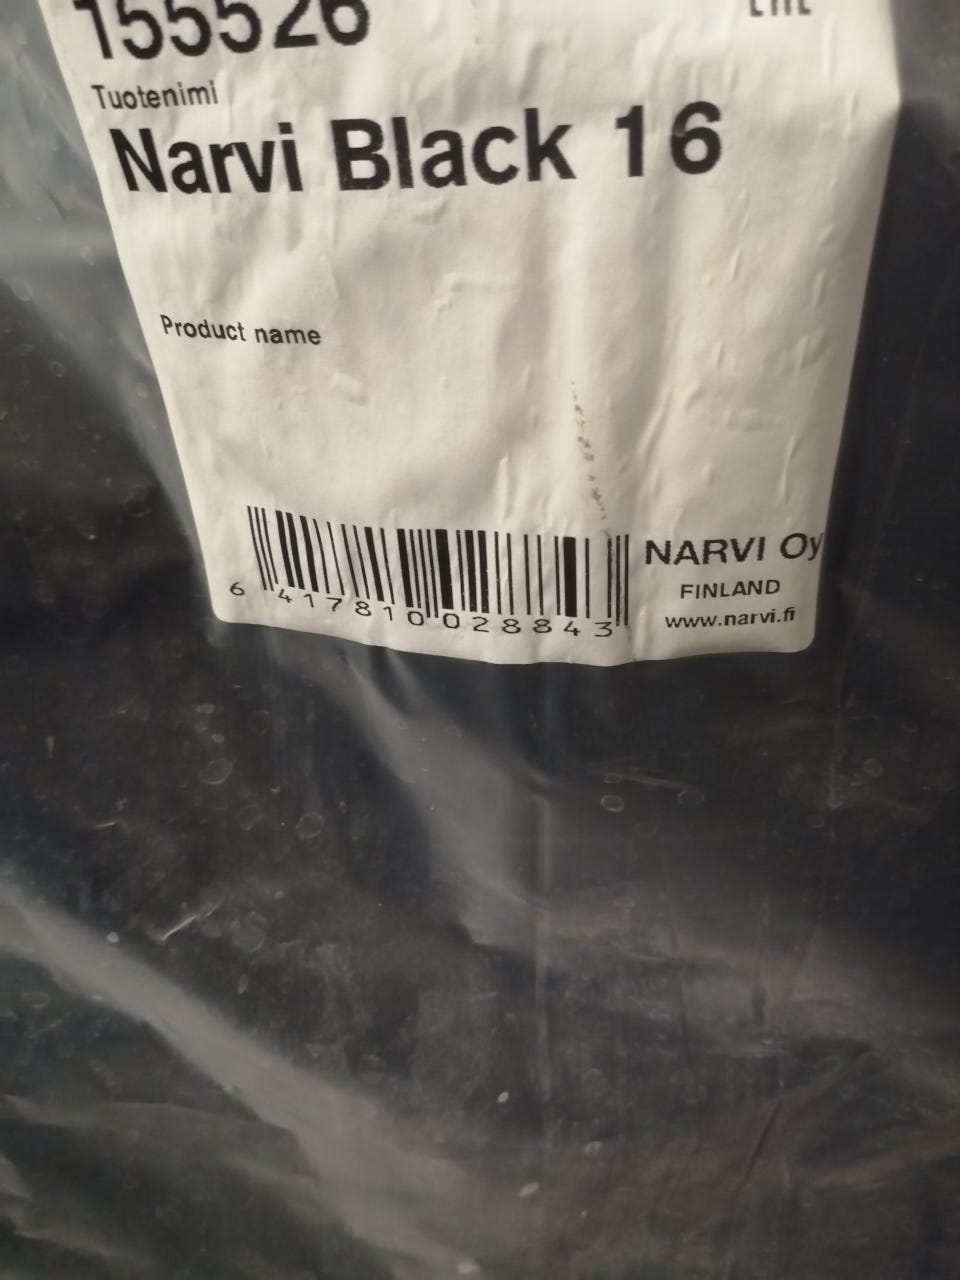 155526
Tuotenimi
Narvi Black 16
Product name
6 417810 028843
NARVI Oy
FINLAND
www.narvi.fi